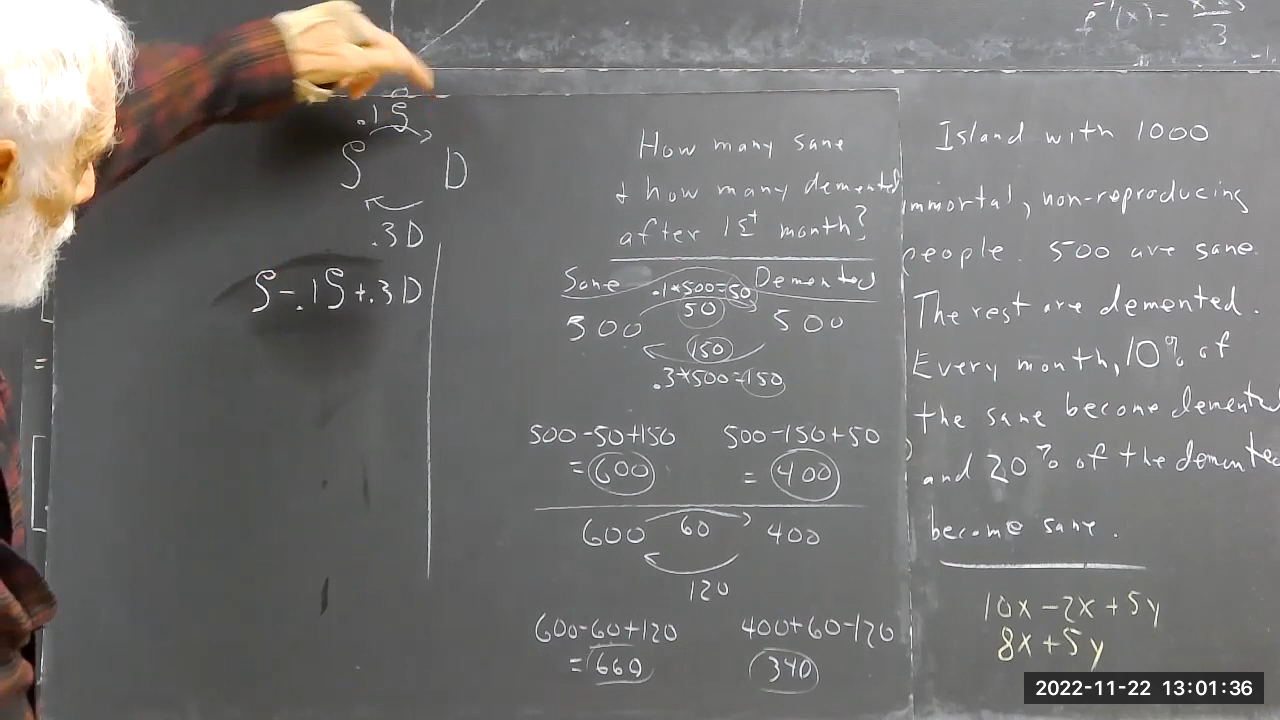 .1S
S D
.3D
S-.1S+.3D
How many sane
+ how many demented
after 1st month?
Sane Demented
.1*500=50
50
500 500
150
.3*500=150
500-50+150 500-150+50
=600 =400
600 60 400
120
600-60+120 400+60-120
=660 340
Island with 1000
immortal, non-reproducing
people. 500 are sane.
The rest are demented.
Every month, 10% of
the sane become demented
and 20% of the demented
become sane.
10x-2x+5y
8x+5y
2022-11-22 13:01:36